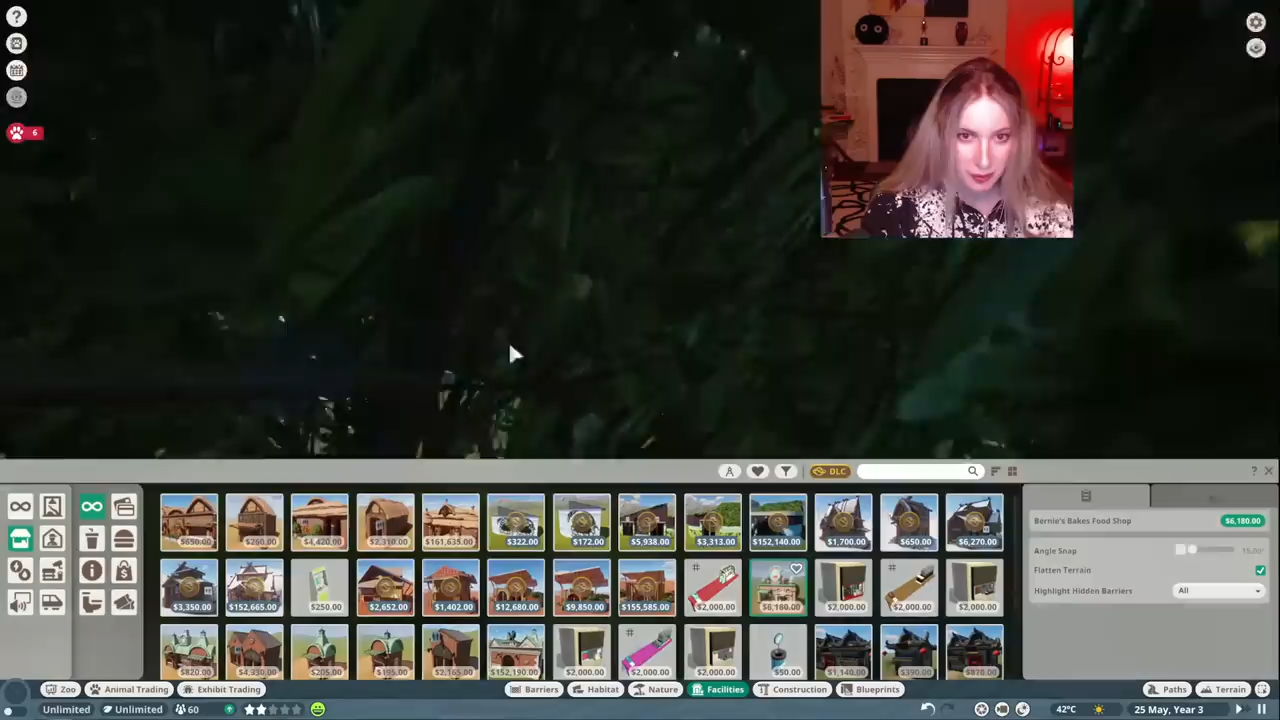 ?
6
DLC
$650.00 $260.00 $4,420.00 $2,310.00 $161,635.00 $322.00 $172.00 $5,938.00 $3,313.00 $152,140.00 $1,700.00 $650.00 $6,270.00
$3,350.00 $152,665.00 $250.00 $2,652.00 $1,402.00 $12,680.00 $9,850.00 $155,585.00 # $2,000.00 $6,180.00 $2,000.00 # $2,000.00 $2,000.00
$820.00 $4,330.00 $205.00 $195.00 $2,165.00 $152,190.00 $2,000.00 # $2,000.00 $2,000.00 $50.00 $1,140.00 $390.00 $870.00
? ×
Bernie's Bakes Food Shop $6,180.00
Angle Snap 15.00°
Flatten Terrain
Highlight Hidden Barriers All
Zoo Animal Trading Exhibit Trading Barriers Habitat Nature Facilities Construction Blueprints Paths Terrain
Unlimited Unlimited 60 42°C 25 May, Year 3